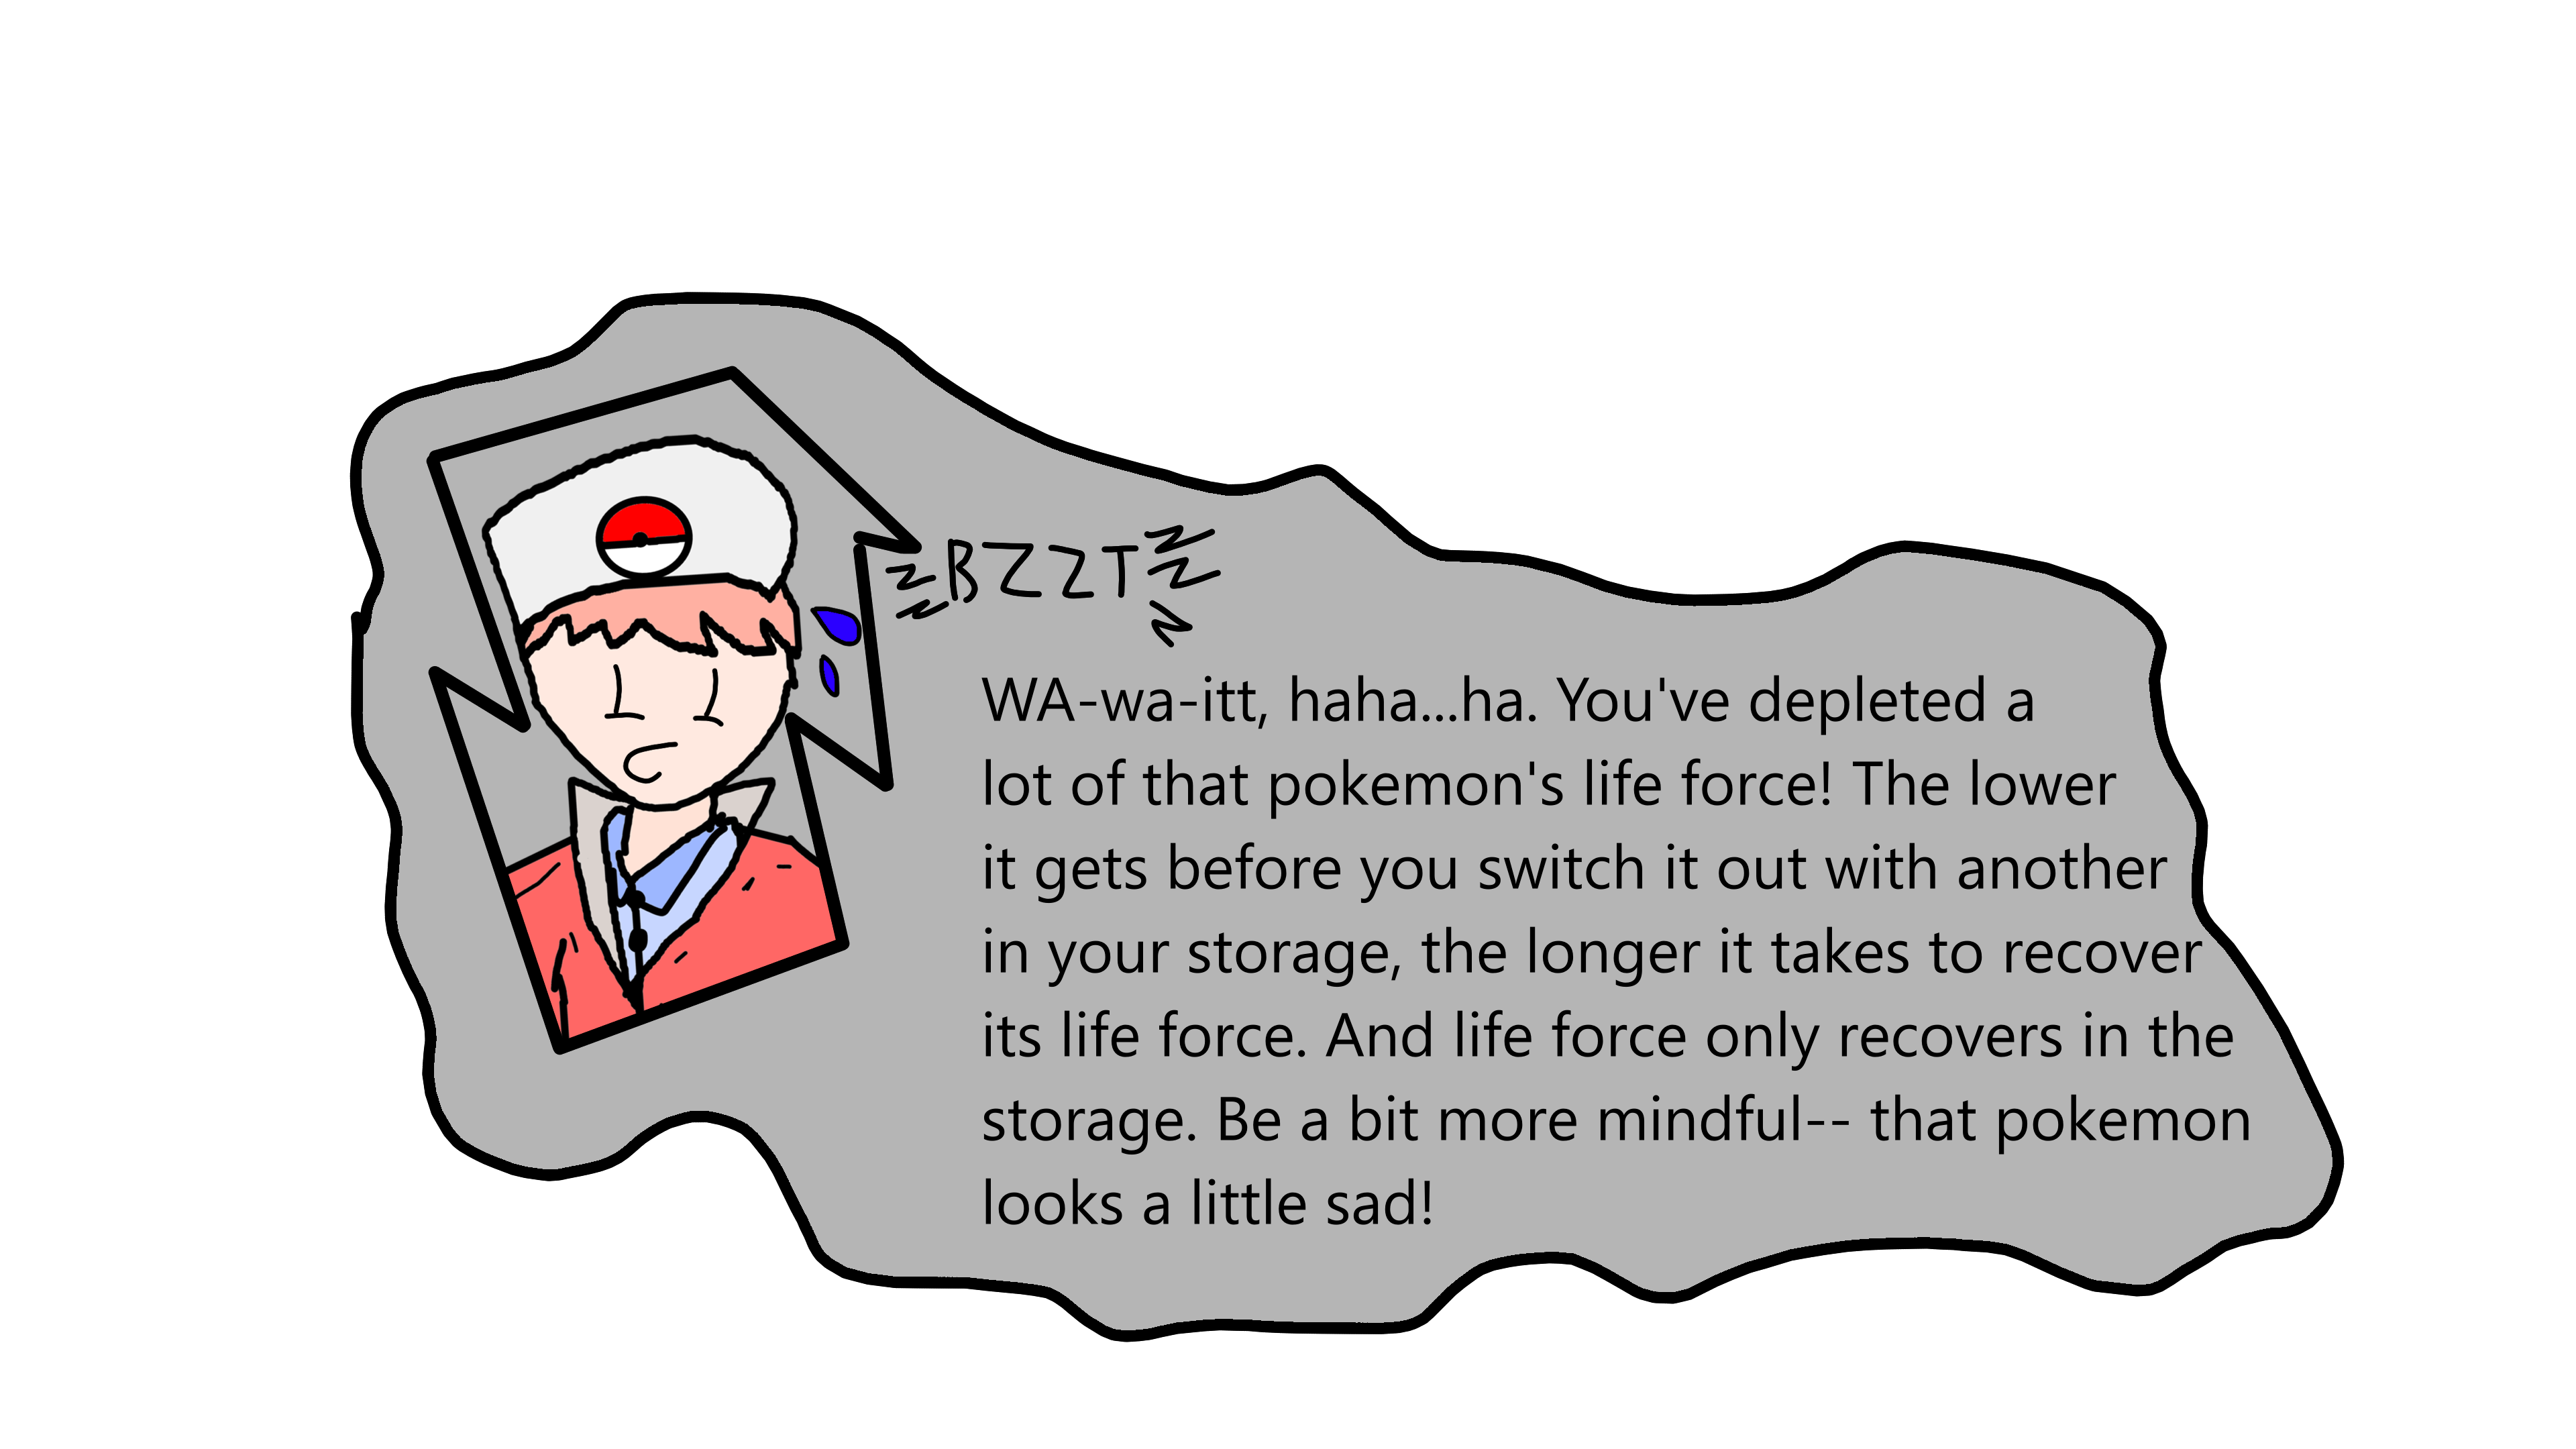 BZZT
WA-wa-itt, haha...ha. You've depleted a
lot of that pokemon's life force! The lower
it gets before you switch it out with another
in your storage, the longer it takes to recover
its life force. And life force only recovers in the
storage. Be a bit more mindful-- that pokemon
looks a little sad!